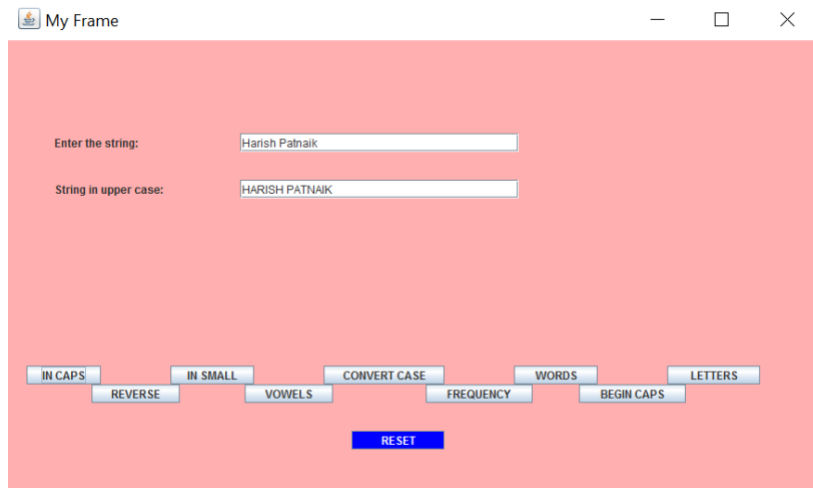 My Frame
Enter the string: Harish Patnaik
String in upper case: HARISH PATNAIK
IN CAPS IN SMALL CONVERT CASE WORDS LETTERS
REVERSE VOWELS FREQUENCY BEGIN CAPS
RESET